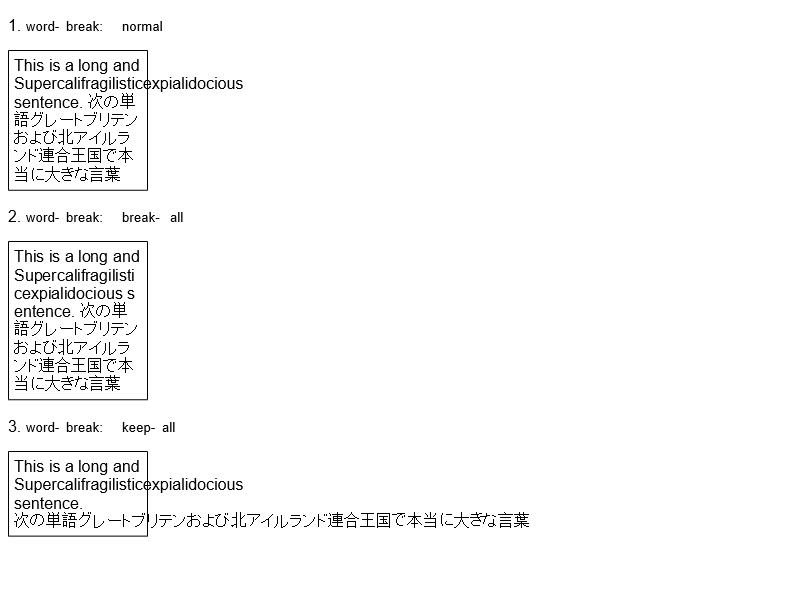 1. word- break: normal
This is a long and
Supercalifragilisticexpialidocious
sentence. 次の単
語グレートブリテン
および北アイルラ
ンド連合王国で本
当に大きな言葉
2. word- break: break- all
This is a long and
Supercalifragilisti
cexpialidocious s
entence. 次の単
語グレートブリテン
および北アイルラ
ンド連合王国で本
当に大きな言葉
3. word- break: keep- all
This is a long and
Supercalifragilisticexpialidocious
sentence.
次の単語グレートブリテンおよび北アイルランド連合王国で本当に大きな言葉